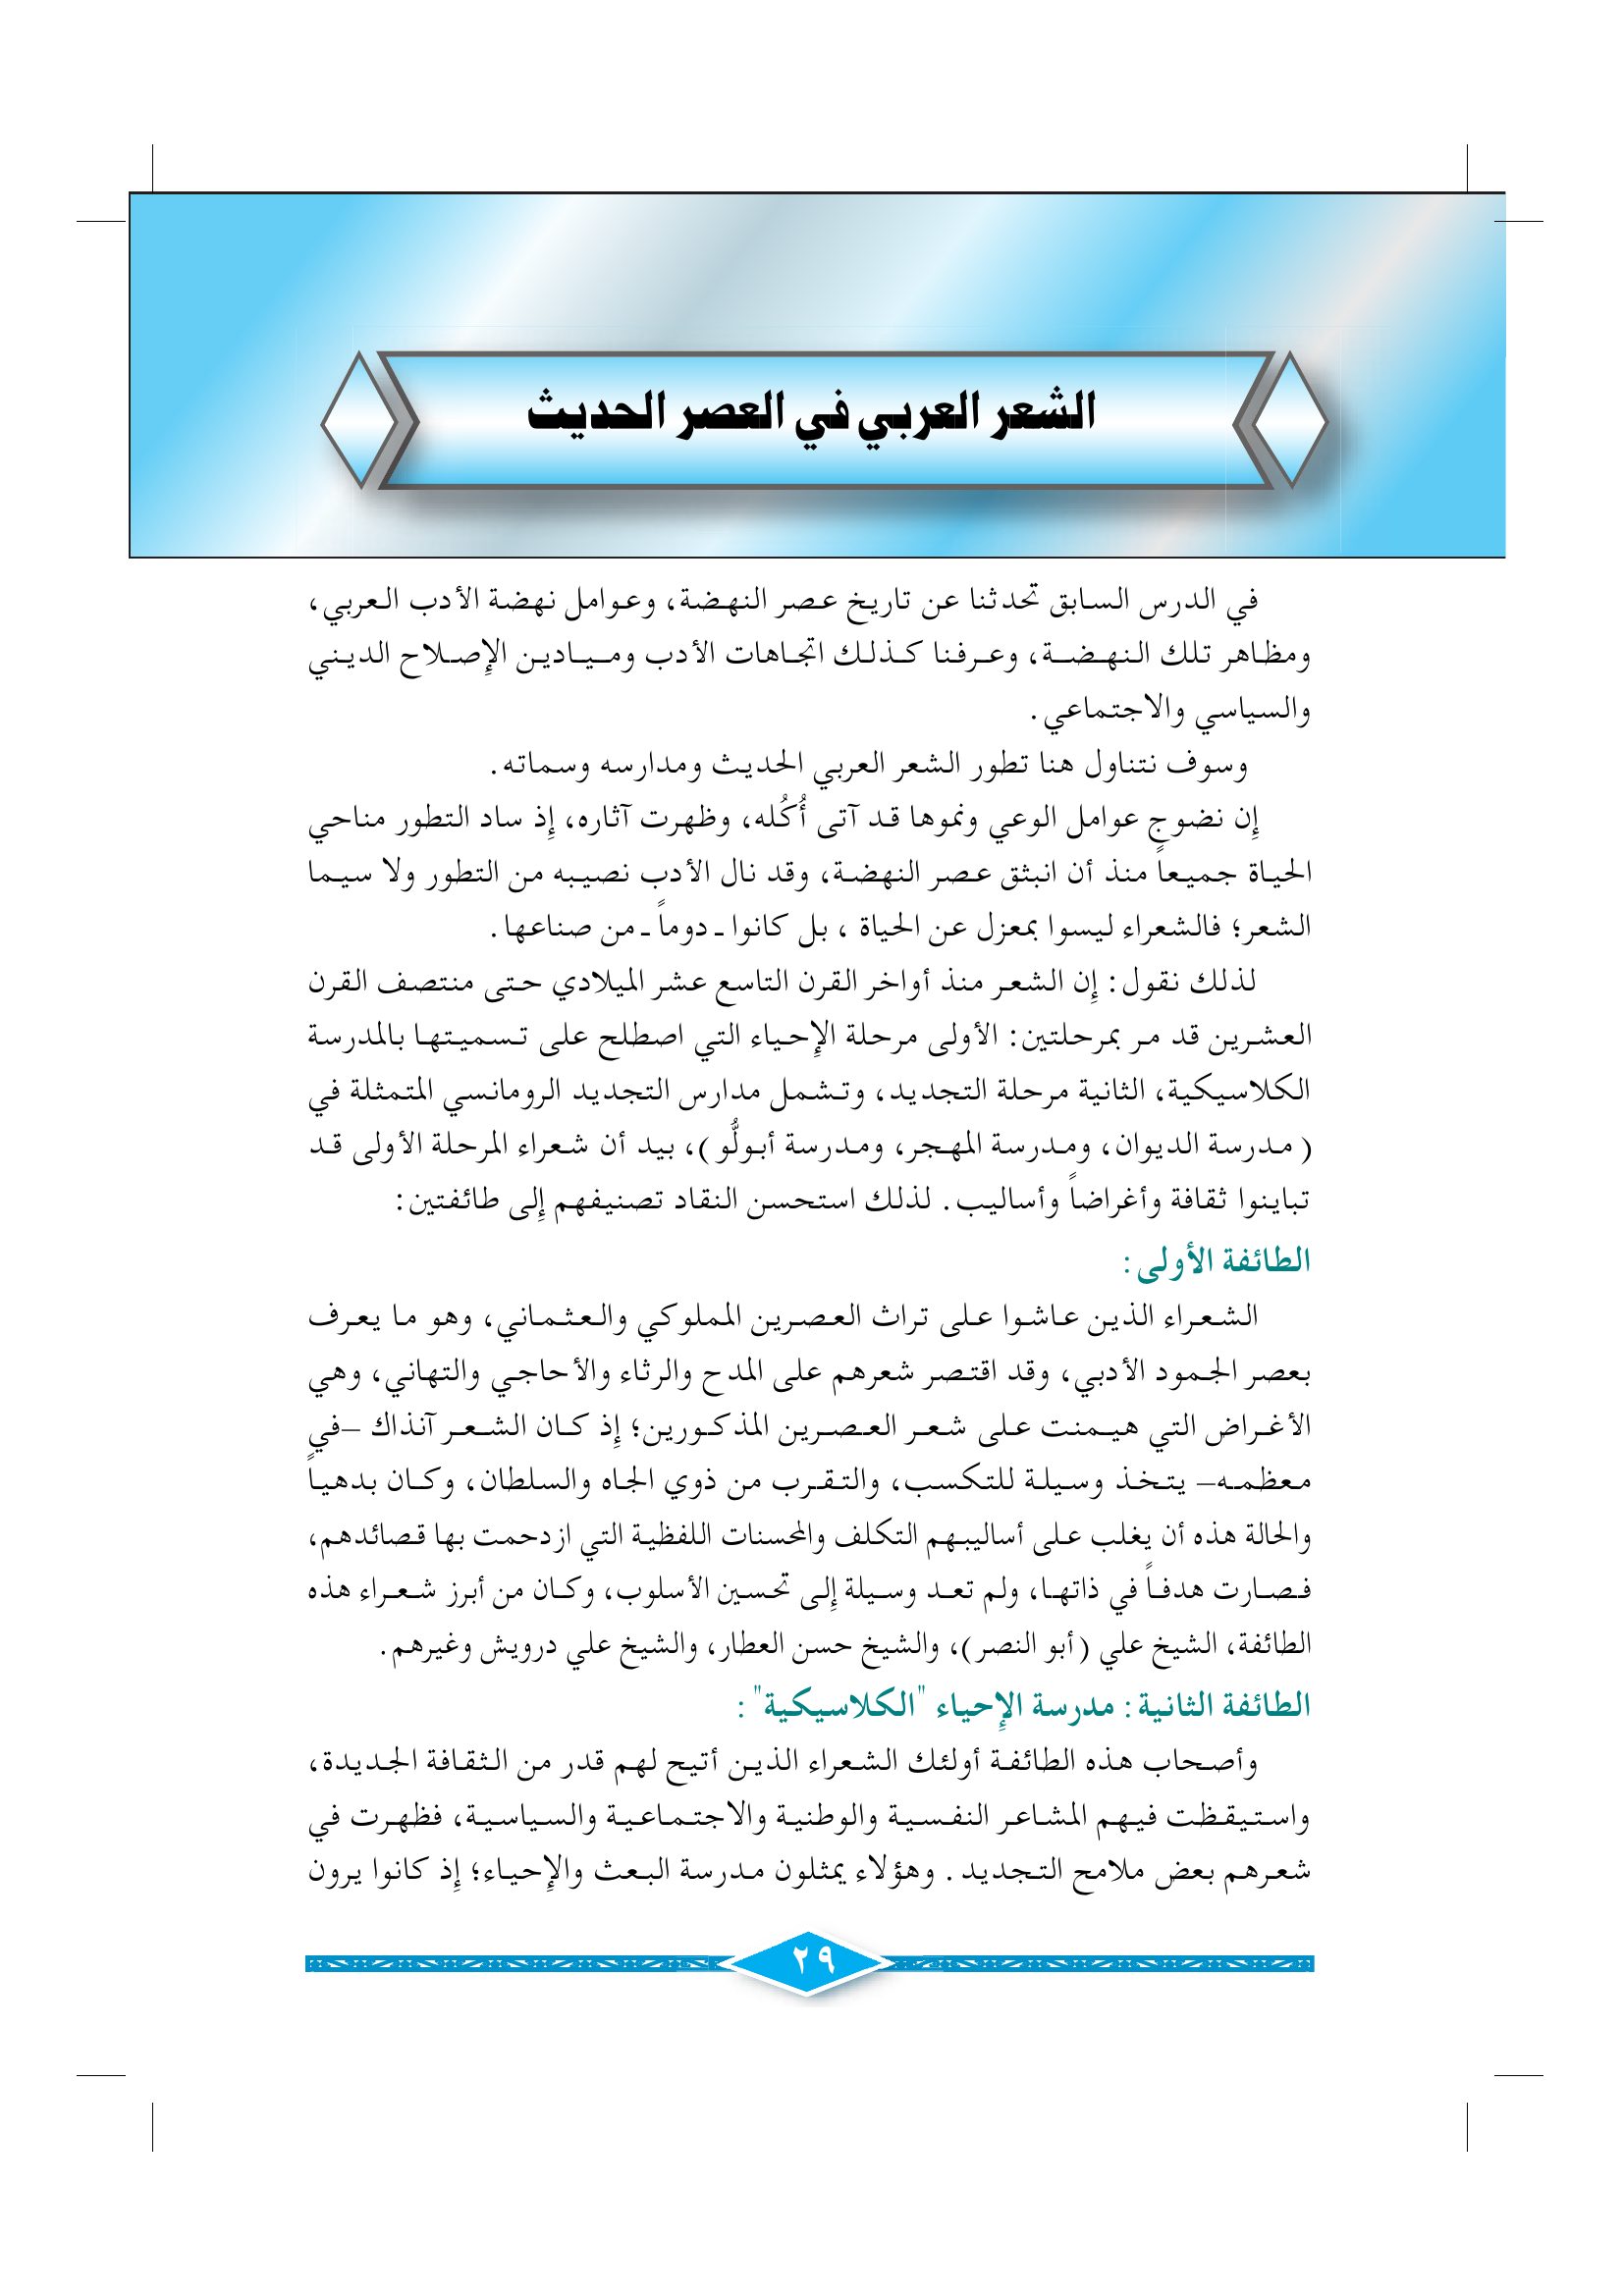 الشعر العربي في العصر الحديث
في الدرس السابق تحدثنا عن تاريخ عصر النهضة، وعوامل نهضة الأدب العربي،
ومظاهر تلك النهضة، وعرفنا كذلك اتجاهات الأدب وميادين الإِصلاح الديني
والسياسي والاجتماعي.
وسوف نتناول هنا تطور الشعر العربي الحديث ومدارسه وسماته.
إِن نضوج عوامل الوعي ونموها قد آتى أُكُله، وظهرت آثاره، إِذ ساد التطور مناحي
الحياة جميعاً منذ أن انبثق عصر النهضة، وقد نال الأدب نصيبه من التطور ولا سيما
الشعر؛ فالشعراء ليسوا بمعزل عن الحياة ، بل كانوا ـ دوماً ـ من صناعها.
لذلك نقول: إِن الشعر منذ أواخر القرن التاسع عشر الميلادي حتى منتصف القرن
العشرين قد مر بمرحلتين: الأولى مرحلة الإِحياء التي اصطلح على تسميتها بالمدرسة
الكلاسيكية، الثانية مرحلة التجديد، وتشمل مدارس التجديد الرومانسي المتمثلة في
( مدرسة الديوان، ومدرسة المهجر، ومدرسة أبولُّو )، بيد أن شعراء المرحلة الأولى قد
تباينوا ثقافة وأغراضاً وأساليب. لذلك استحسن النقاد تصنيفهم إِلى طائفتين:
الطائفة الأولى:
الشعراء الذين عاشوا على تراث العصرين المملوكي والعثماني، وهو ما يعرف
بعصر الجمود الأدبي، وقد اقتصر شعرهم على المدح والرثاء والأحاجي والتهاني، وهي
الأغراض التي هيمنت على شعر العصرين المذكورين؛ إِذ كان الشعر آنذاك –في
معظمه– يتخذ وسيلة للتكسب، والتقرب من ذوي الجاه والسلطان، وكان بدهياً
والحالة هذه أن يغلب على أساليبهم التكلف والمحسنات اللفظية التي ازدحمت بها قصائدهم،
فصارت هدفاً في ذاتها، ولم تعد وسيلة إِلى تحسين الأسلوب، وكان من أبرز شعراء هذه
الطائفة، الشيخ علي (أبو النصر)، والشيخ حسن العطار، والشيخ علي درويش وغيرهم.
الطائفة الثانية: مدرسة الإِحياء "الكلاسيكية" :
وأصحاب هذه الطائفة أولئك الشعراء الذين أتيح لهم قدر من الثقافة الجديدة،
واستيقظت فيهم المشاعر النفسية والوطنية والاجتماعية والسياسية، فظهرت في
شعرهم بعض ملامح التجديد . وهؤلاء يمثلون مدرسة البعث والإِحياء؛ إِذ كانوا يرون
٢٩